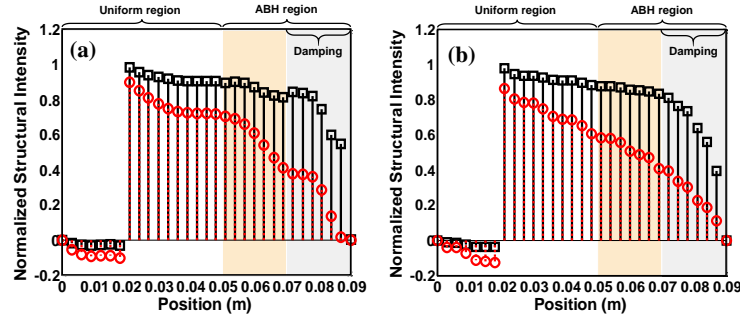 Uniform region ABH region
1.2
1
0.8
0.6
0.4
0.2
0
-0.2
Normalized Structural Intensity
(a)
Damping
0 0.01 0.02 0.03 0.04 0.05 0.06 0.07 0.08 0.09
Position (m)
Uniform region ABH region
1.2
1
0.8
0.6
0.4
0.2
0
-0.2
Normalized Structural Intensity
(b)
Damping
0 0.01 0.02 0.03 0.04 0.05 0.06 0.07 0.08 0.09
Position (m)